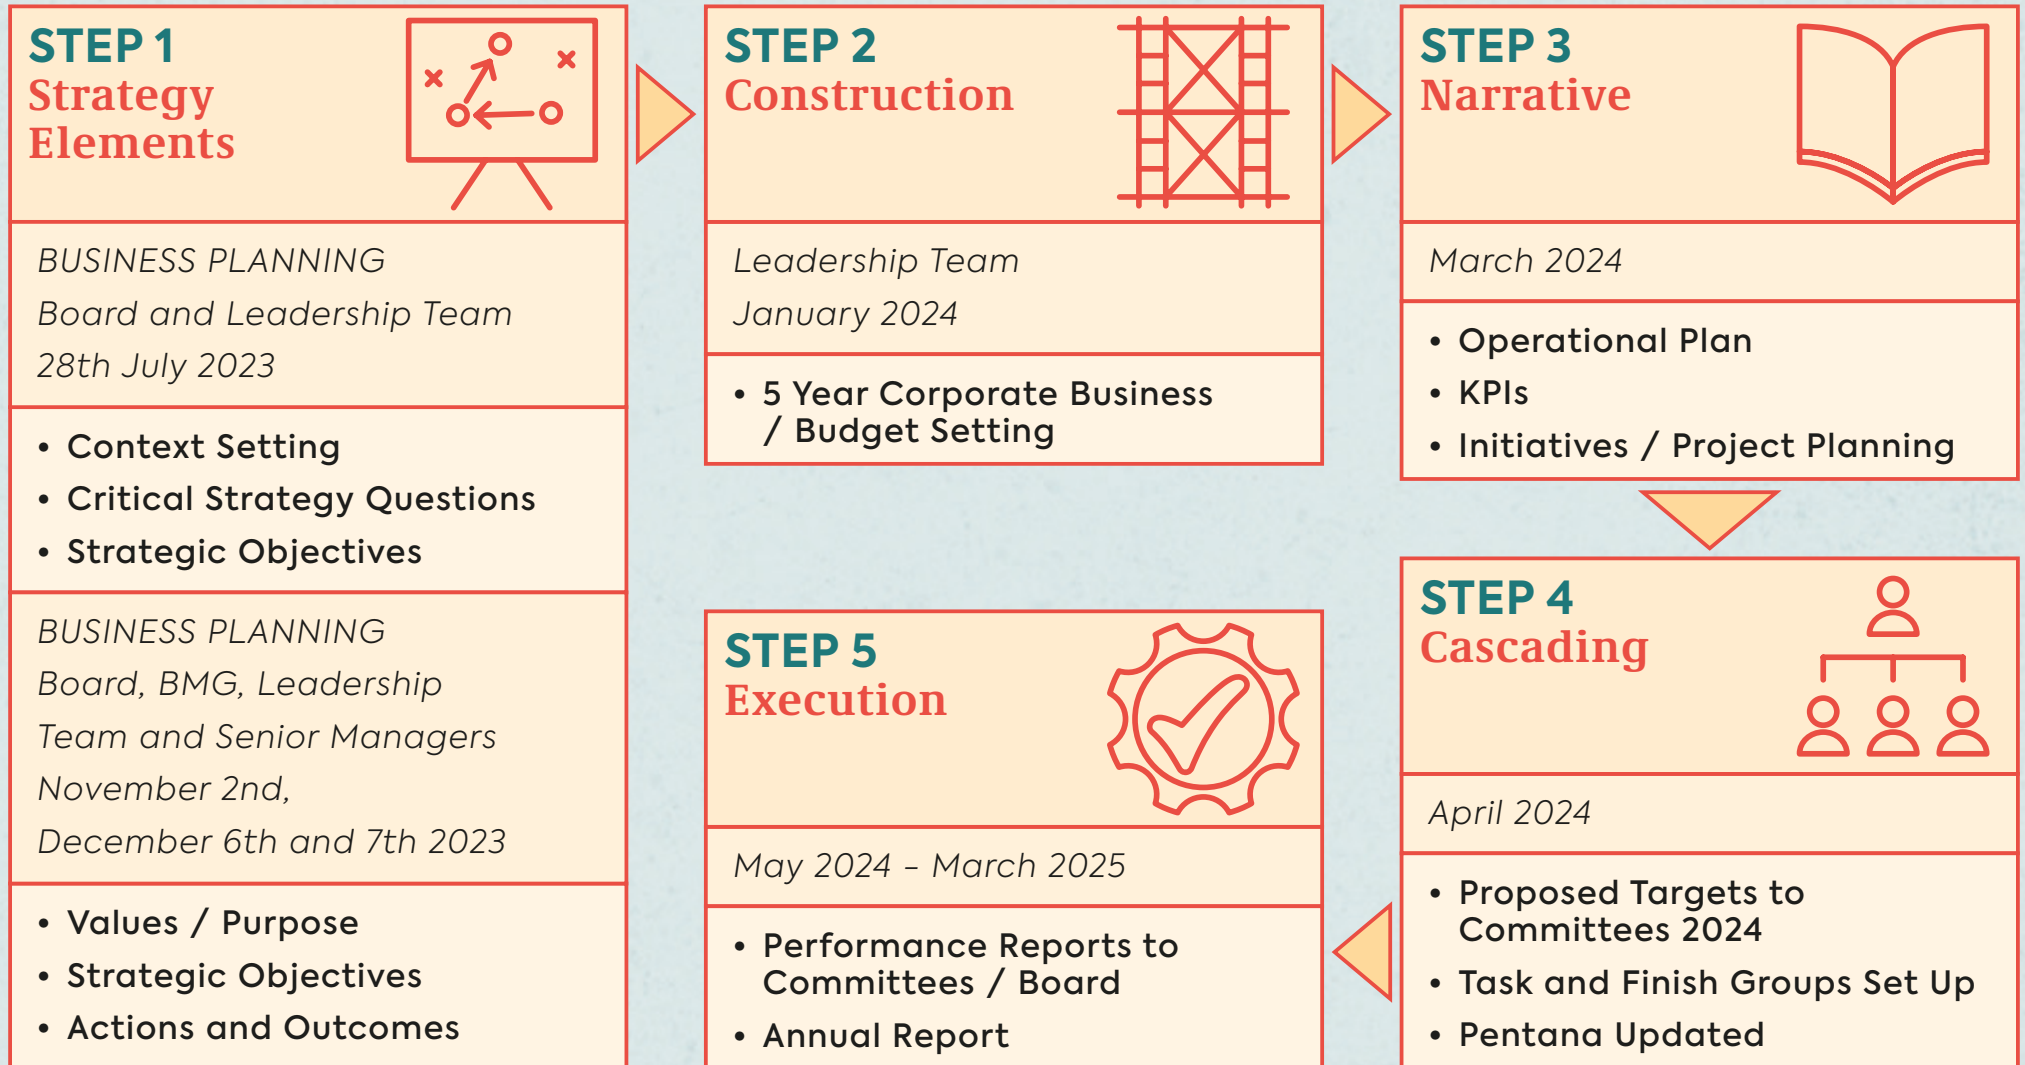 STEP 1
Strategy
Elements
BUSINESS PLANNING
Board and Leadership Team
28th July 2023
• Context Setting
• Critical Strategy Questions
• Strategic Objectives
BUSINESS PLANNING
Board, BMG, Leadership
Team and Senior Managers
November 2nd,
December 6th and 7th 2023
• Values / Purpose
• Strategic Objectives
• Actions and Outcomes
STEP 2
Construction
Leadership Team
January 2024
• 5 Year Corporate Business
/ Budget Setting
STEP 3
Narrative
March 2024
• Operational Plan
• KPIs
• Initiatives / Project Planning
STEP 4
Cascading
April 2024
• Proposed Targets to
Committees 2024
• Task and Finish Groups Set Up
• Pentana Updated
STEP 5
Execution
May 2024 – March 2025
• Performance Reports to
Committees / Board
• Annual Report